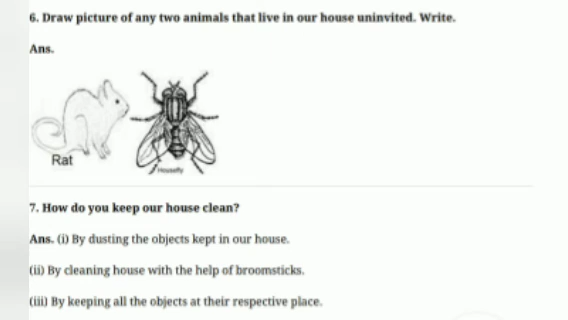 6. Draw picture of any two animals that live in our house uninvited. Write.
Ans.
Housefly
Rat
7. How do you keep our house clean?
Ans. (i) By dusting the objects kept in our house.
(ii) By cleaning house with the help of broomsticks.
(iii) By keeping all the objects at their respective place.